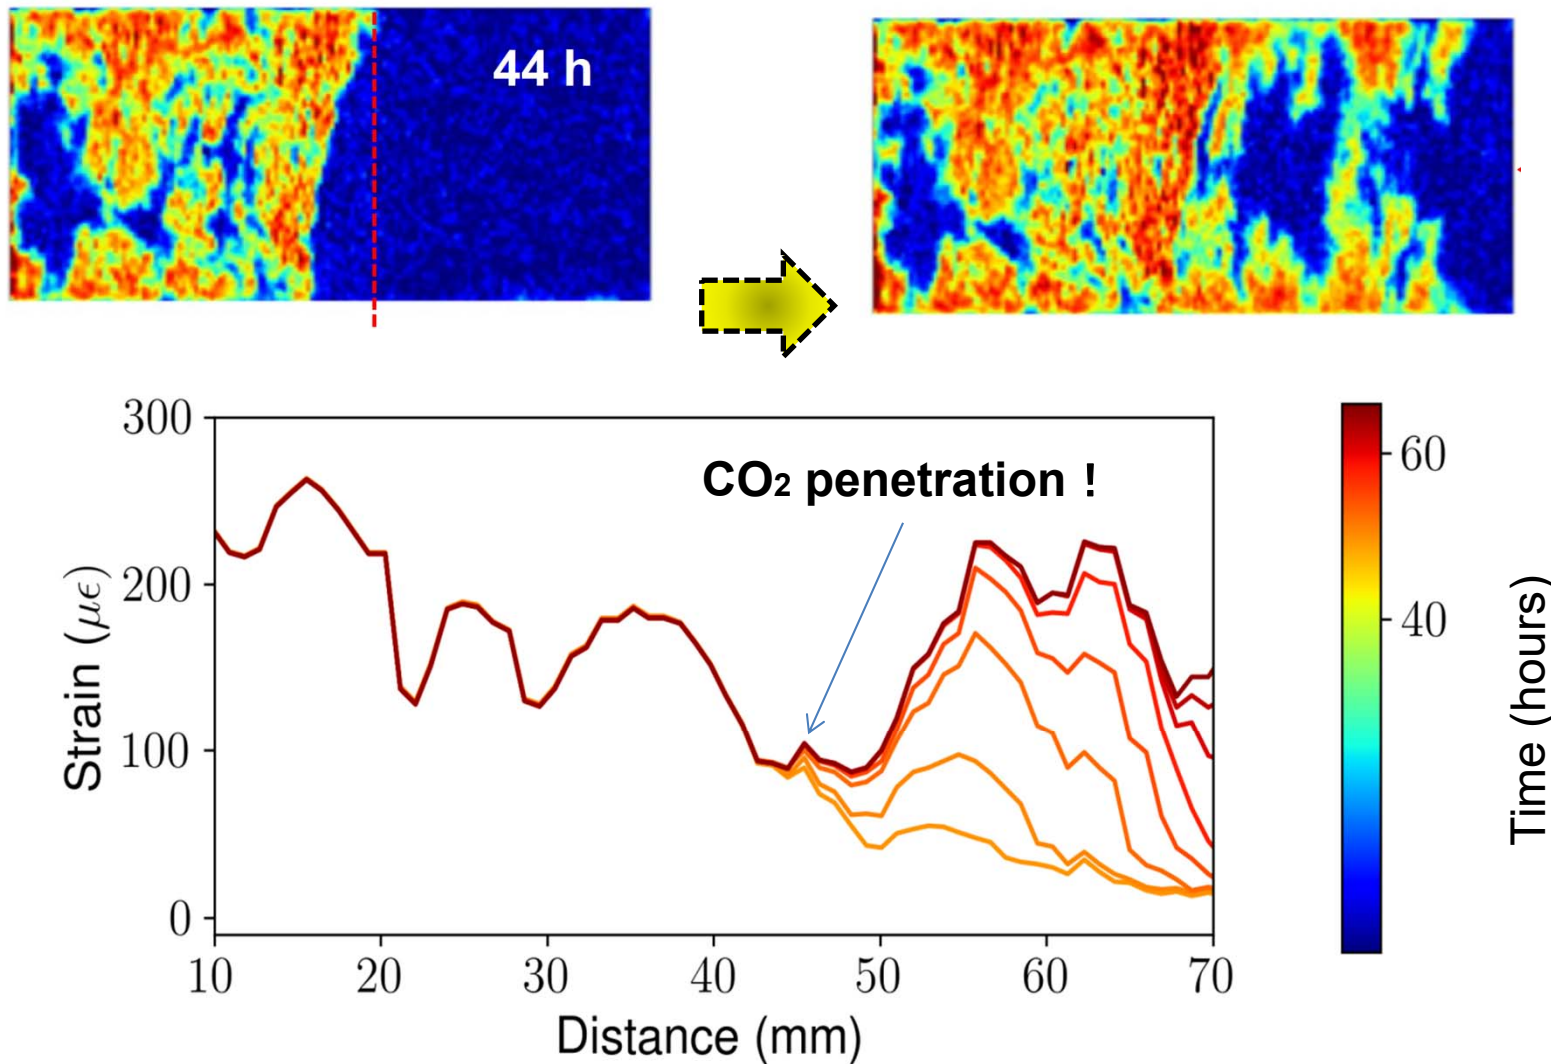 44 h
CO₂ penetration !
300
200
100
0
Strain (με)
10 20 30 40 50 60 70
Distance (mm)
60
40
Time (hours)